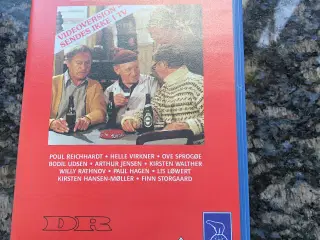 VIDEOVERSION
SENDES IKKE I TV
POUL REICHHARDT • HELLE VIRKNER • OVE SPROGØE
BODIL UDSEN • ARTHUR JENSEN • KIRSTEN WALTHER
WILLY RATHNOV • PAUL HAGEN • LIS LØWERT
KIRSTEN HANSEN-MØLLER • FINN STORGAARD
DR